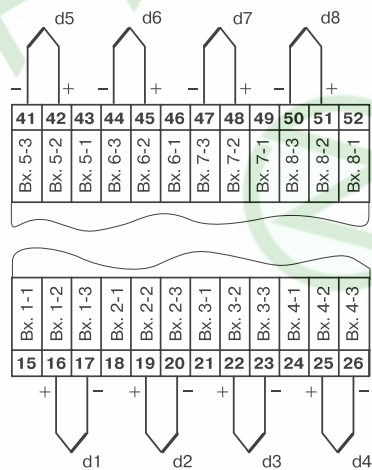 d5 d6 d7 d8
− + − + − + − +
41 42 43 44 45 46 47 48 49 50 51 52
Вх. 5-3 Вх. 5-2 Вх. 5-1 Вх. 6-3 Вх. 6-2 Вх. 6-1 Вх. 7-3 Вх. 7-2 Вх. 7-1 Вх. 8-3 Вх. 8-2 Вх. 8-1
Вх. 1-1 Вх. 1-2 Вх. 1-3 Вх. 2-1 Вх. 2-2 Вх. 2-3 Вх. 3-1 Вх. 3-2 Вх. 3-3 Вх. 4-1 Вх. 4-2 Вх. 4-3
15 16 17 18 19 20 21 22 23 24 25 26
+ − + − + − + −
d1 d2 d3 d4